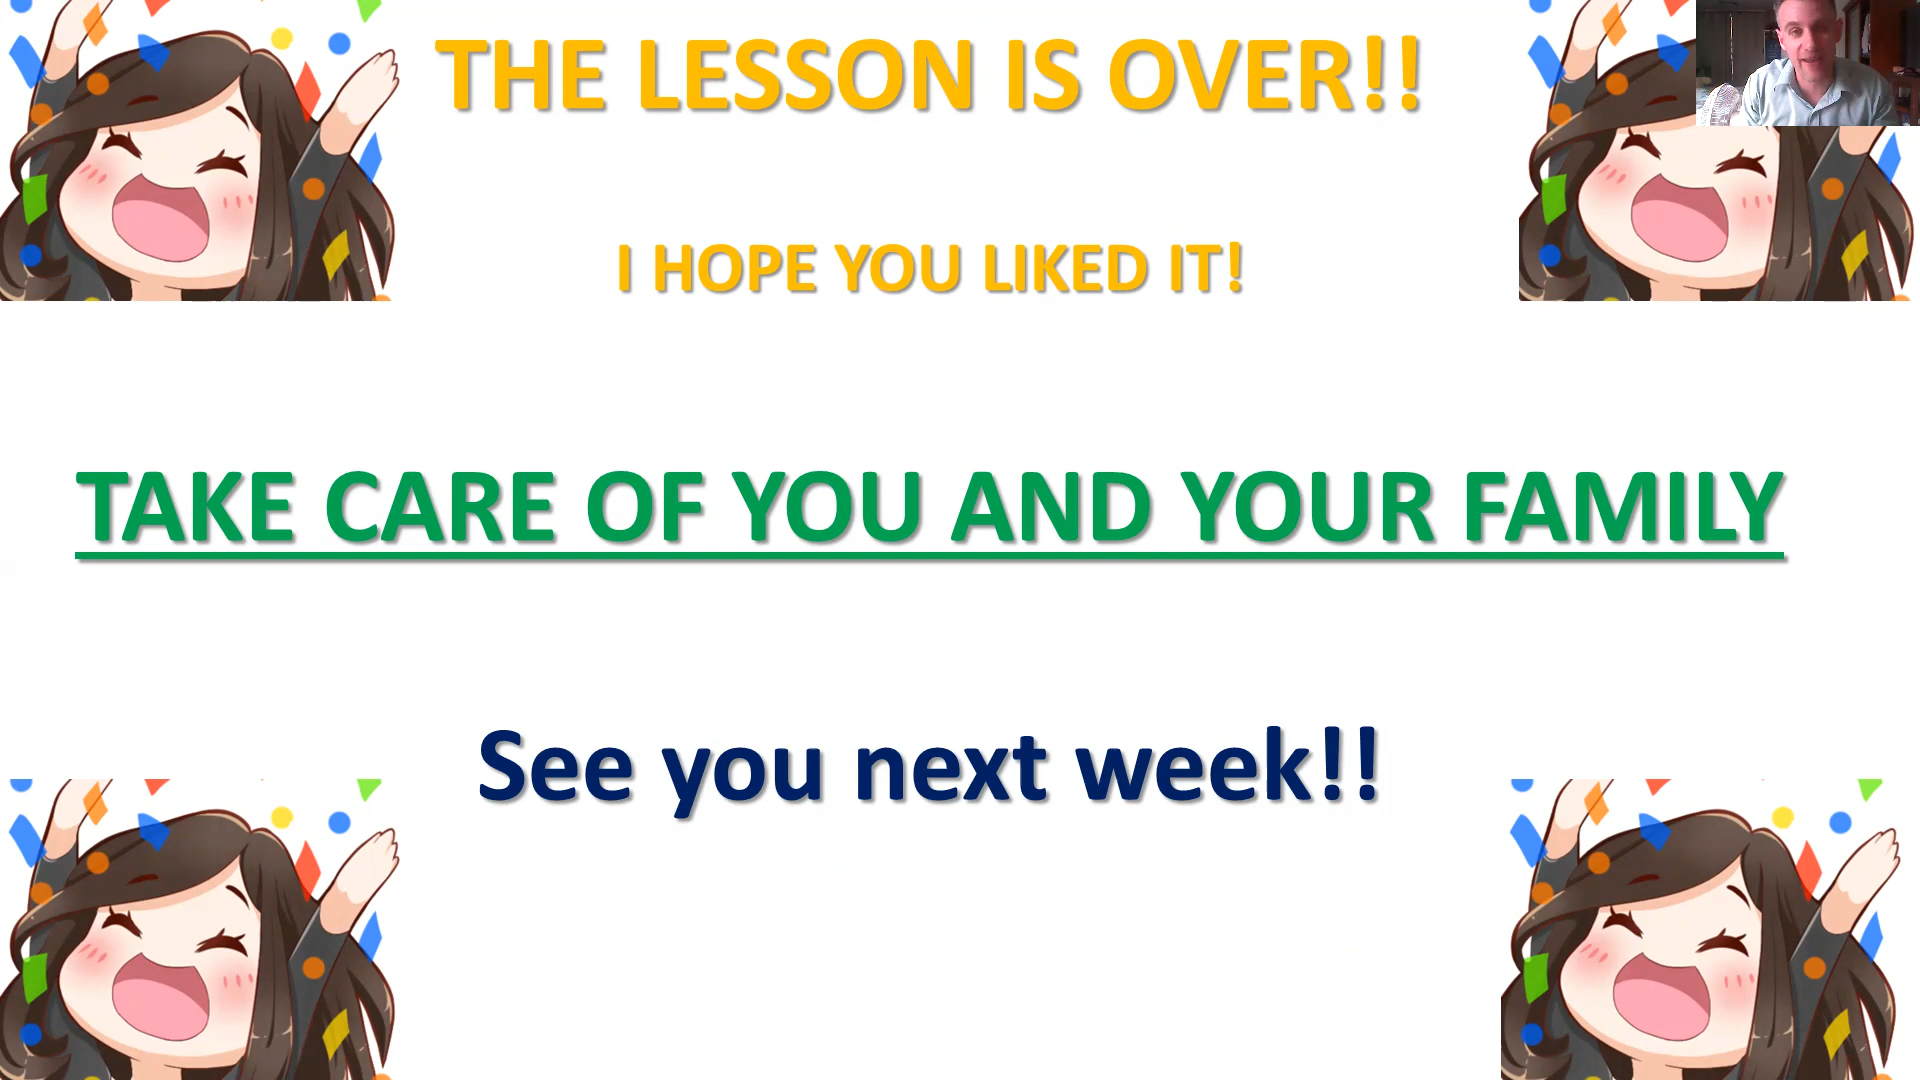 THE LESSON IS OVER!!
I HOPE YOU LIKED IT!
TAKE CARE OF YOU AND YOUR FAMILY
See you next week!!